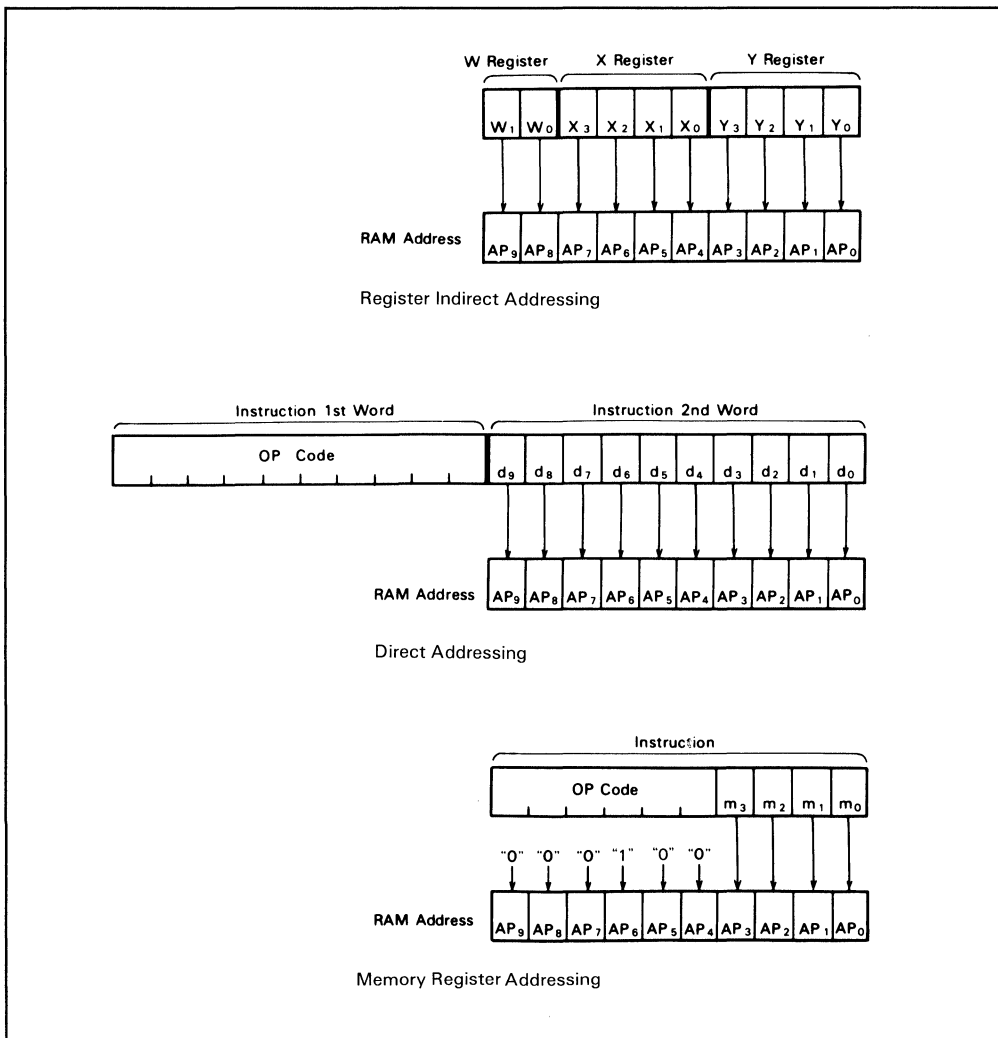 W Register X Register Y Register
W₁ W₀ X₃ X₂ X₁ X₀ Y₃ Y₂ Y₁ Y₀
RAM Address
AP₉ AP₈ AP₇ AP₆ AP₅ AP₄ AP₃ AP₂ AP₁ AP₀
Register Indirect Addressing
Instruction 1st Word Instruction 2nd Word
OP Code d₉ d₈ d₇ d₆ d₅ d₄ d₃ d₂ d₁ d₀
RAM Address AP₉ AP₈ AP₇ AP₆ AP₅ AP₄ AP₃ AP₂ AP₁ AP₀
Direct Addressing
Instruction
OP Code m₃ m₂ m₁ m₀
"0" "0" "0" "1" "0" "0"
RAM Address AP₉ AP₈ AP₇ AP₆ AP₅ AP₄ AP₃ AP₂ AP₁ AP₀
Memory Register Addressing